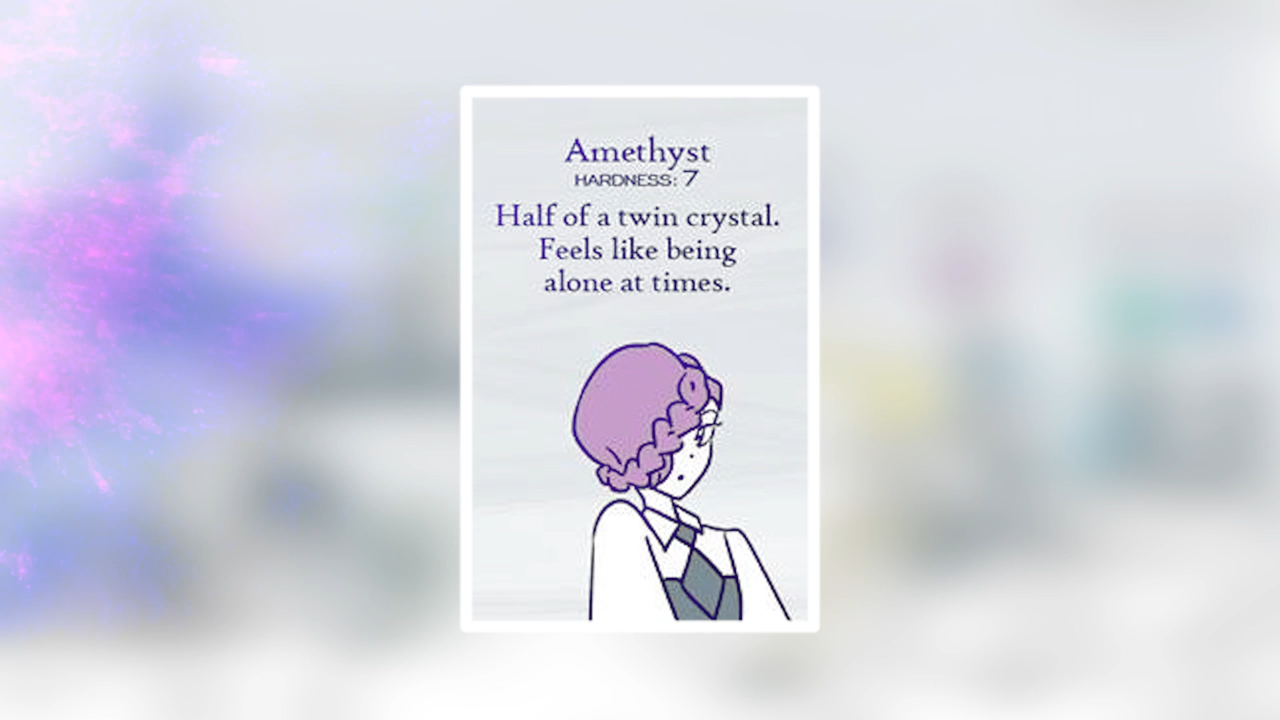 Amethyst
HARDNESS: 7
Half of a twin crystal.
Feels like being
alone at times.